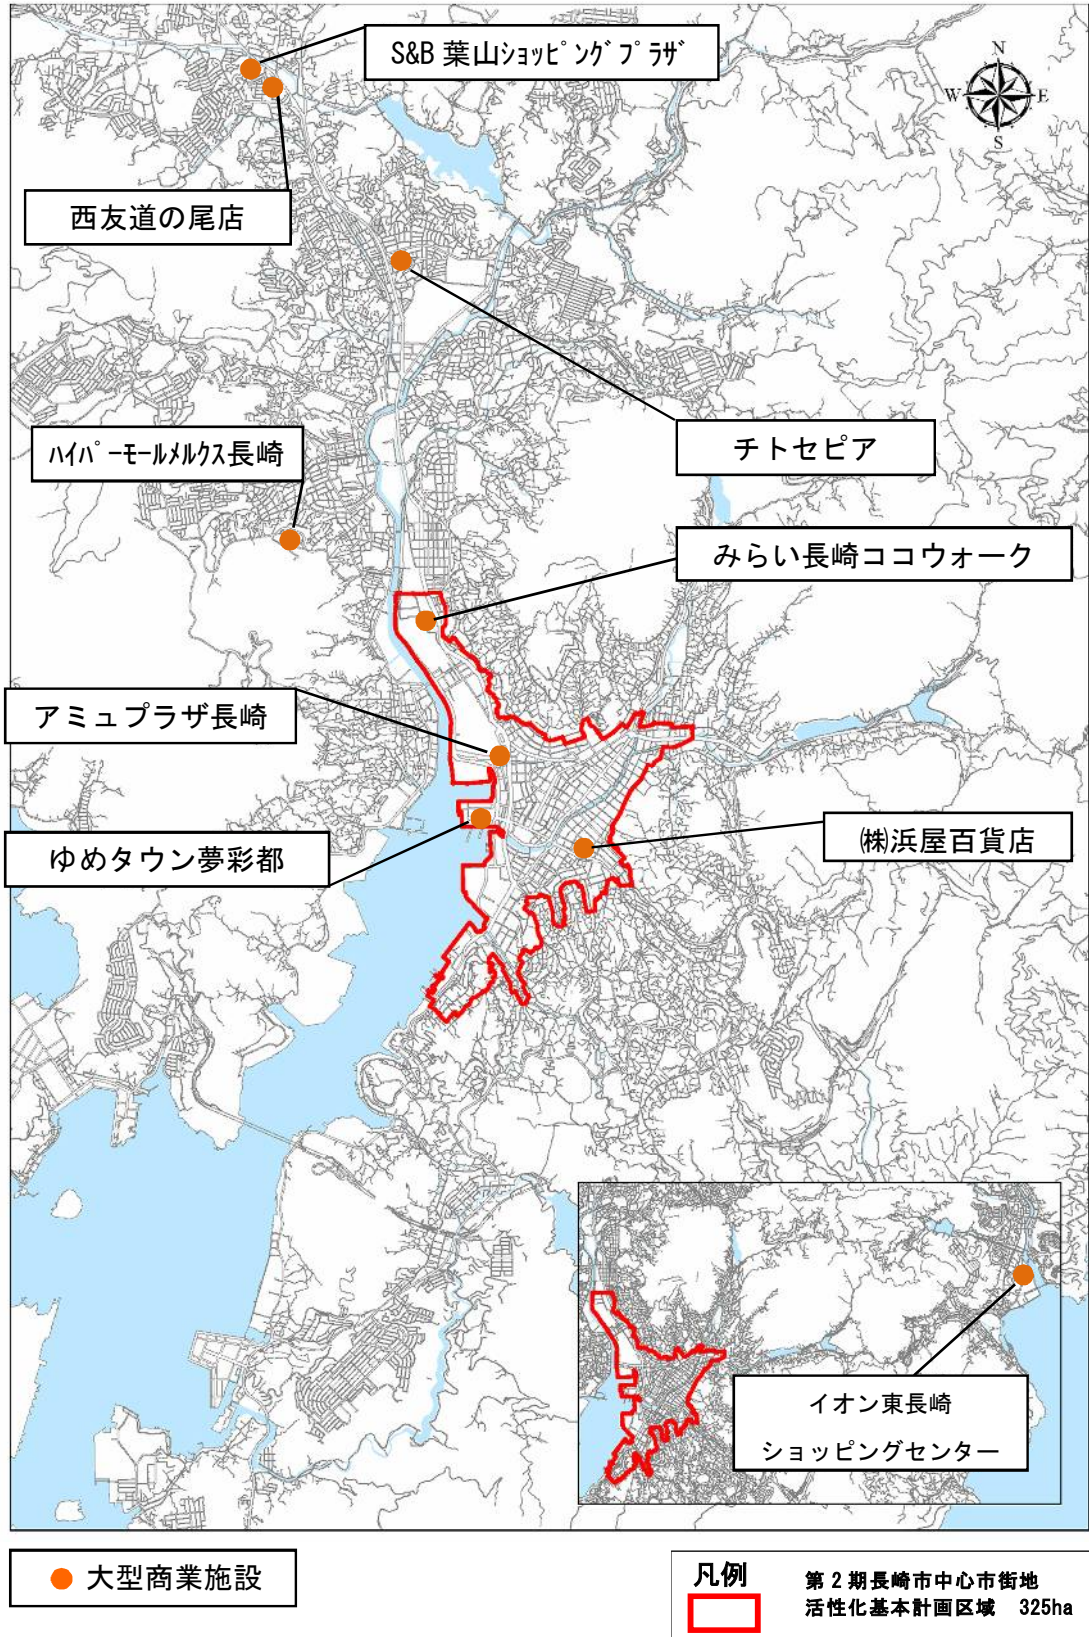 S&B 葉山ショッピングプラザ
N
W
E
S
西友道の尾店
ハイパーモールメルクス長崎
チトセピア
みらい長崎ココウォーク
アミュプラザ長崎
ゆめタウン夢彩都
㈱浜屋百貨店
イオン東長崎
ショッピングセンター
大型商業施設
凡例
第2期長崎市中心市街地
活性化基本計画区域 325ha